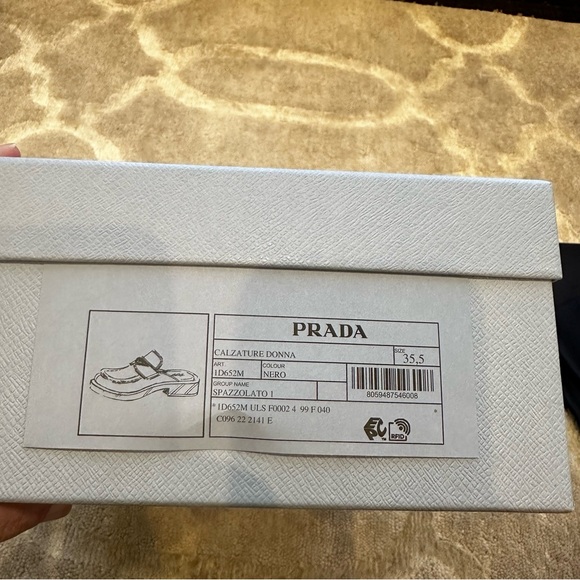 PRADA
CALZATURE DONNA
SIZE
35,5
ART
1D652M
COLOUR
NERO
GROUP NAME
SPAZZOLATO 1
8059487546008
*1D652M ULS F0002 4 99 F 040 *
C096 22 2141 E
RFID